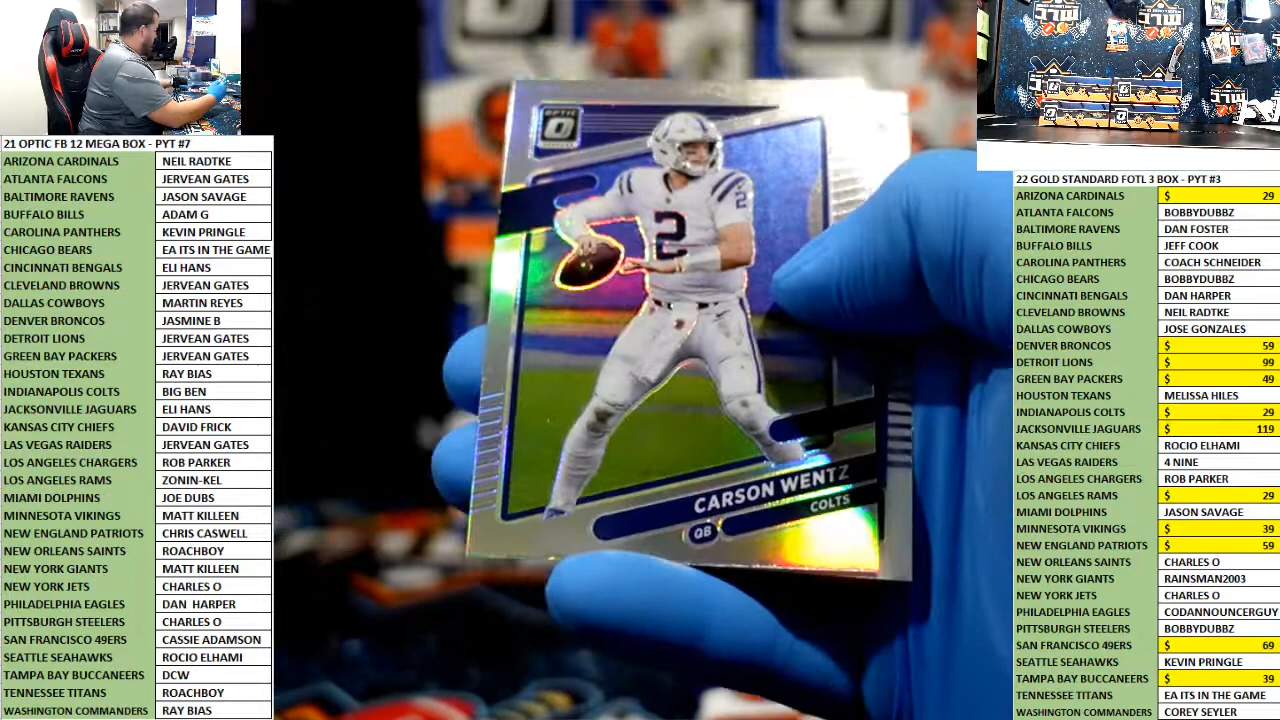 21 OPTIC FB 12 MEGA BOX - PYT #7
ARIZONA CARDINALS NEIL RADTKE
ATLANTA FALCONS JERVEAN GATES
BALTIMORE RAVENS JASON SAVAGE
BUFFALO BILLS ADAM G
CAROLINA PANTHERS KEVIN PRINGLE
CHICAGO BEARS EA ITS IN THE GAME
CINCINNATI BENGALS ELI HANS
CLEVELAND BROWNS JERVEAN GATES
DALLAS COWBOYS MARTIN REYES
DENVER BRONCOS JASMINE B
DETROIT LIONS JERVEAN GATES
GREEN BAY PACKERS JERVEAN GATES
HOUSTON TEXANS RAY BIAS
INDIANAPOLIS COLTS BIG BEN
JACKSONVILLE JAGUARS ELI HANS
KANSAS CITY CHIEFS DAVID FRICK
LAS VEGAS RAIDERS JERVEAN GATES
LOS ANGELES CHARGERS ROB PARKER
LOS ANGELES RAMS ZONIN-KEL
MIAMI DOLPHINS JOE DUBS
MINNESOTA VIKINGS MATT KILLEEN
NEW ENGLAND PATRIOTS CHRIS CASWELL
NEW ORLEANS SAINTS ROACHBOY
NEW YORK GIANTS MATT KILLEEN
NEW YORK JETS CHARLES O
PHILADELPHIA EAGLES DAN HARPER
PITTSBURGH STEELERS CHARLES O
SAN FRANCISCO 49ERS CASSIE ADAMSON
SEATTLE SEAHAWKS ROCIO ELHAMI
TAMPA BAY BUCCANEERS DCW
TENNESSEE TITANS ROACHBOY
WASHINGTON COMMANDERS RAY BIAS
OPTIC
2
2
CARSON WENTZ
COLTS
QB
22 GOLD STANDARD FOTL 3 BOX - PYT #3
ARIZONA CARDINALS $ 29
ATLANTA FALCONS BOBBYDUBBZ
BALTIMORE RAVENS DAN FOSTER
BUFFALO BILLS JEFF COOK
CAROLINA PANTHERS COACH SCHNEIDER
CHICAGO BEARS BOBBYDUBBZ
CINCINNATI BENGALS DAN HARPER
CLEVELAND BROWNS NEIL RADTKE
DALLAS COWBOYS JOSE GONZALES
DENVER BRONCOS $ 59
DETROIT LIONS $ 99
GREEN BAY PACKERS $ 49
HOUSTON TEXANS MELISSA HILES
INDIANAPOLIS COLTS $ 29
JACKSONVILLE JAGUARS $ 119
KANSAS CITY CHIEFS ROCIO ELHAMI
LAS VEGAS RAIDERS 4 NINE
LOS ANGELES CHARGERS ROB PARKER
LOS ANGELES RAMS $ 29
MIAMI DOLPHINS JASON SAVAGE
MINNESOTA VIKINGS $ 39
NEW ENGLAND PATRIOTS $ 59
NEW ORLEANS SAINTS CHARLES O
NEW YORK GIANTS RAINSMAN2003
NEW YORK JETS CHARLES O
PHILADELPHIA EAGLES CODANNOUNCERGUY
PITTSBURGH STEELERS BOBBYDUBBZ
SAN FRANCISCO 49ERS $ 69
SEATTLE SEAHAWKS KEVIN PRINGLE
TAMPA BAY BUCCANEERS $ 39
TENNESSEE TITANS EA ITS IN THE GAME
WASHINGTON COMMANDERS COREY SEYLER